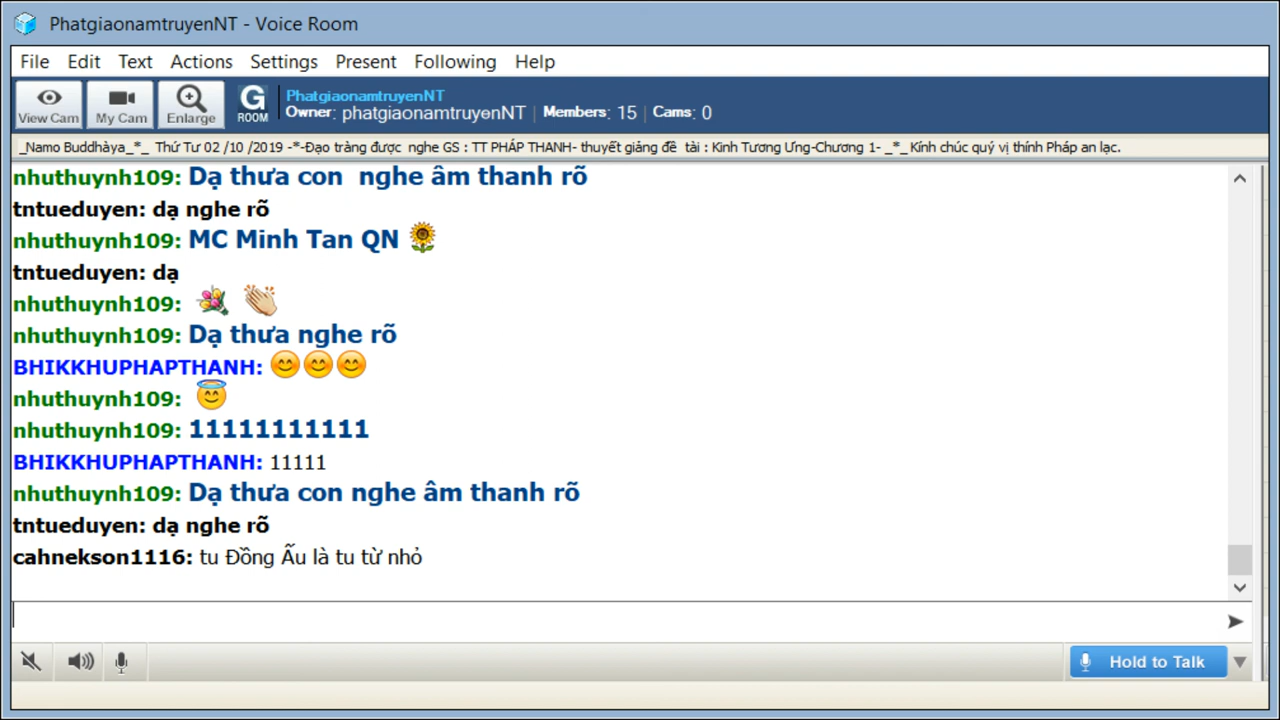 PhatgiaonamtruyenNT - Voice Room
File Edit Text Actions Settings Present Following Help
View Cam My Cam Enlarge G ROOM
PhatgiaonamtruyenNT
Owner: phatgiaonamtruyenNT | Members: 15 | Cams: 0
_Namo Buddhàya_*_ Thứ Tư 02 /10 /2019 -*-Đạo tràng được nghe GS : TT PHÁP THANH- thuyết giảng đề tài : Kinh Tương Ưng-Chương 1- _*_ Kính chúc quý vị thính Pháp an lạc.
nhuthuynh109: Dạ thưa con nghe âm thanh rõ
tntueduyen: dạ nghe rõ
nhuthuynh109: MC Minh Tan QN 🌻
tntueduyen: dạ
nhuthuynh109: 💐 👏
nhuthuynh109: Dạ thưa nghe rõ
BHIKKHUPHAPTHANH: 😊😊😊
nhuthuynh109: 😇
nhuthuynh109: 11111111111
BHIKKHUPHAPTHANH: 11111
nhuthuynh109: Dạ thưa con nghe âm thanh rõ
tntueduyen: dạ nghe rõ
cahnekson1116: tu Đồng Ấu là tu từ nhỏ
Hold to Talk